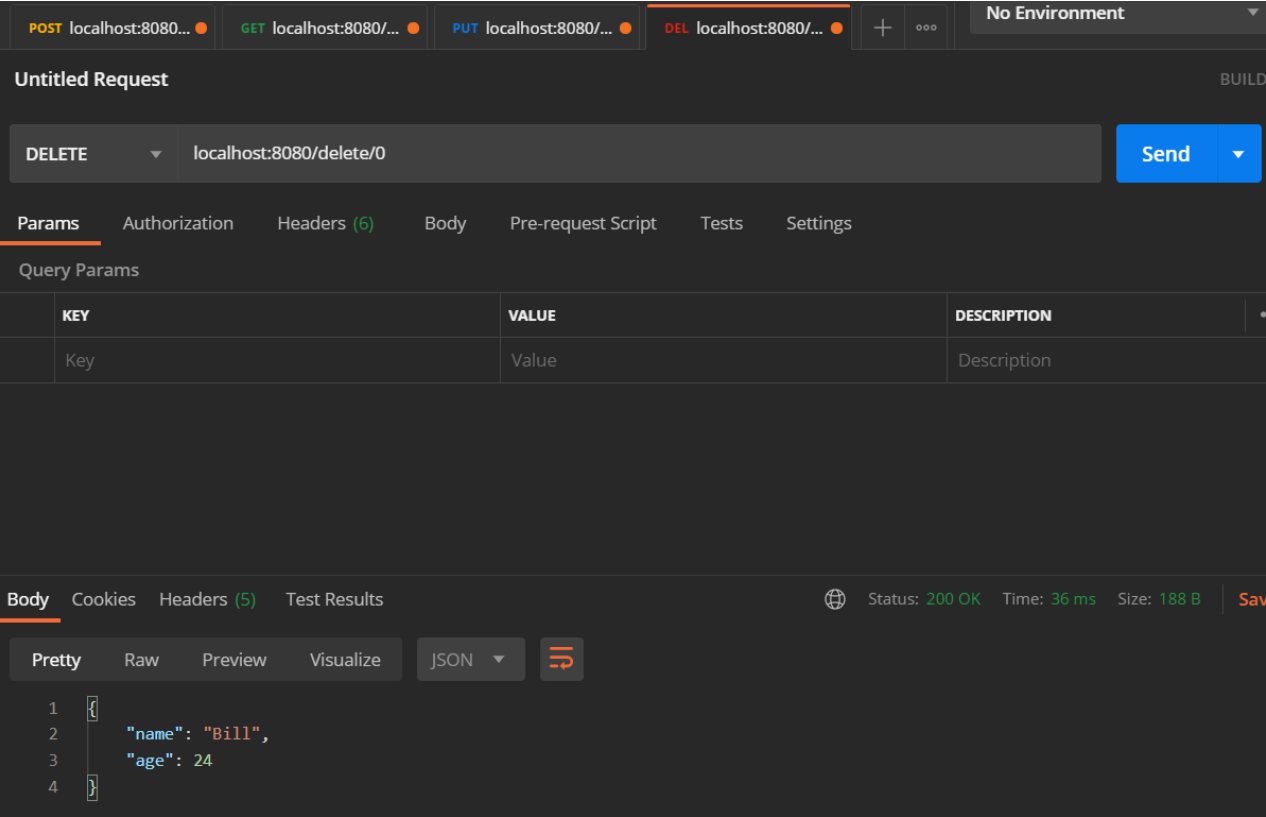 POST localhost:8080... GET localhost:8080/... PUT localhost:8080/... DEL localhost:8080/... No Environment
Untitled Request BUILD
DELETE localhost:8080/delete/0 Send
Params Authorization Headers (6) Body Pre-request Script Tests Settings
Query Params
KEY VALUE DESCRIPTION
Key Value Description
Body Cookies Headers (5) Test Results Status: 200 OK Time: 36 ms Size: 188 B Sav
Pretty Raw Preview Visualize JSON
1 {
2 "name": "Bill",
3 "age": 24
4 }